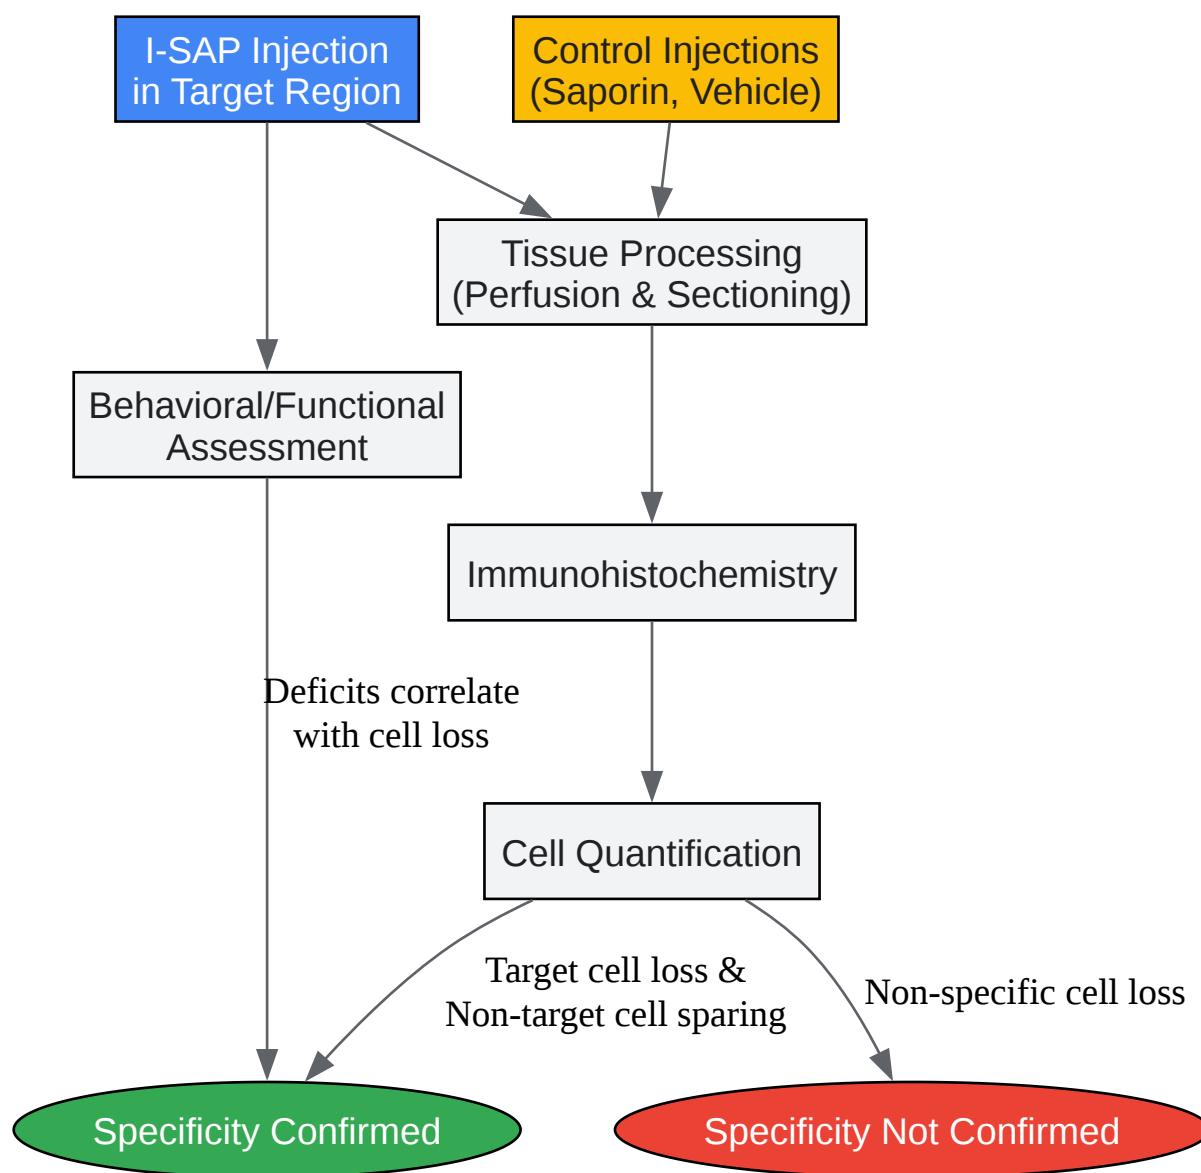 I-SAP Injection
in Target Region
Control Injections
(Saporin, Vehicle)
Tissue Processing
(Perfusion & Sectioning)
Behavioral/Functional
Assessment
Immunohistochemistry
Deficits correlate
with cell loss
Cell Quantification
Target cell loss &
Non-target cell sparing
Non-specific cell loss
Specificity Confirmed
Specificity Not Confirmed